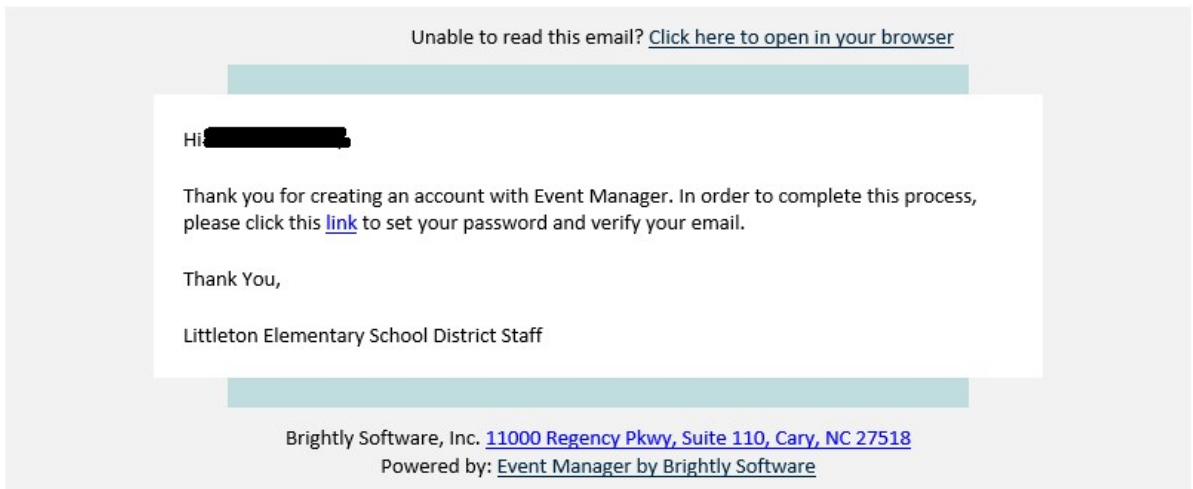 Unable to read this email? Click here to open in your browser
Hi
Thank you for creating an account with Event Manager. In order to complete this process,
please click this link to set your password and verify your email.
Thank You,
Littleton Elementary School District Staff
Brightly Software, Inc. 11000 Regency Pkwy, Suite 110, Cary, NC 27518
Powered by: Event Manager by Brightly Software